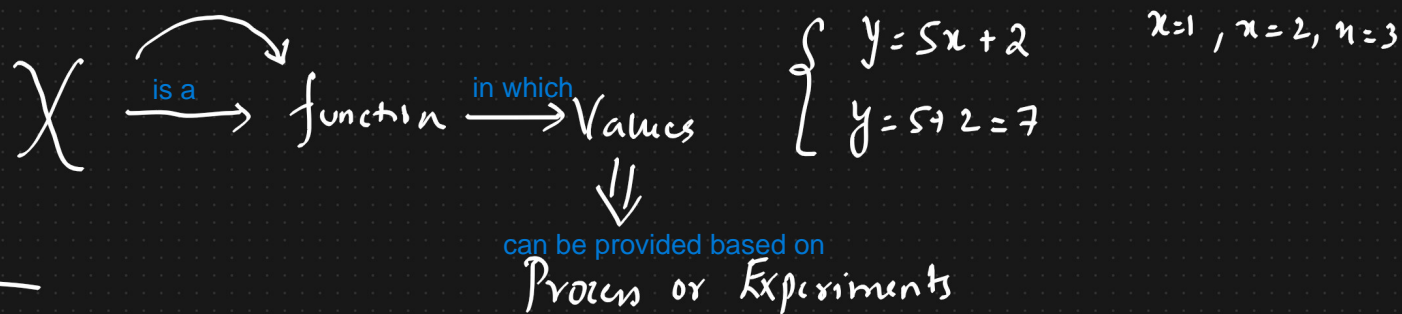 X is a function in which Values
{ y = 5x + 2 x=1 , x = 2, x = 3
y = 5+2 = 7
can be provided based on
Process or Experiments